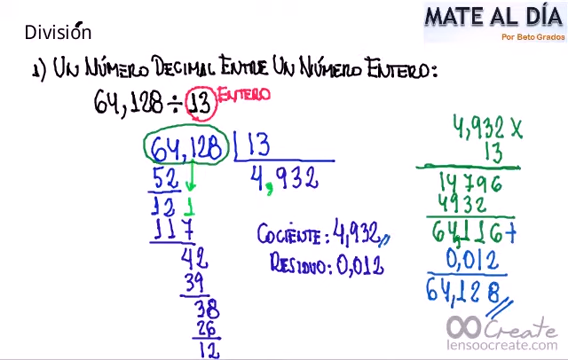 MATE AL DÍA
Por Beto Grados
División
1) UN NÚMERO DECIMAL ENTRE UN NÚMERO ENTERO:
64,128 ÷ 13 ENTERO
64,128 | 13
52 4,932
12 1
117
42
39
38
26
12
COCIENTE: 4,932
RESIDUO: 0,012
4,932 ×
13
14796
4932
64,116 +
0,012
64,128
Create
lensoocreate.com